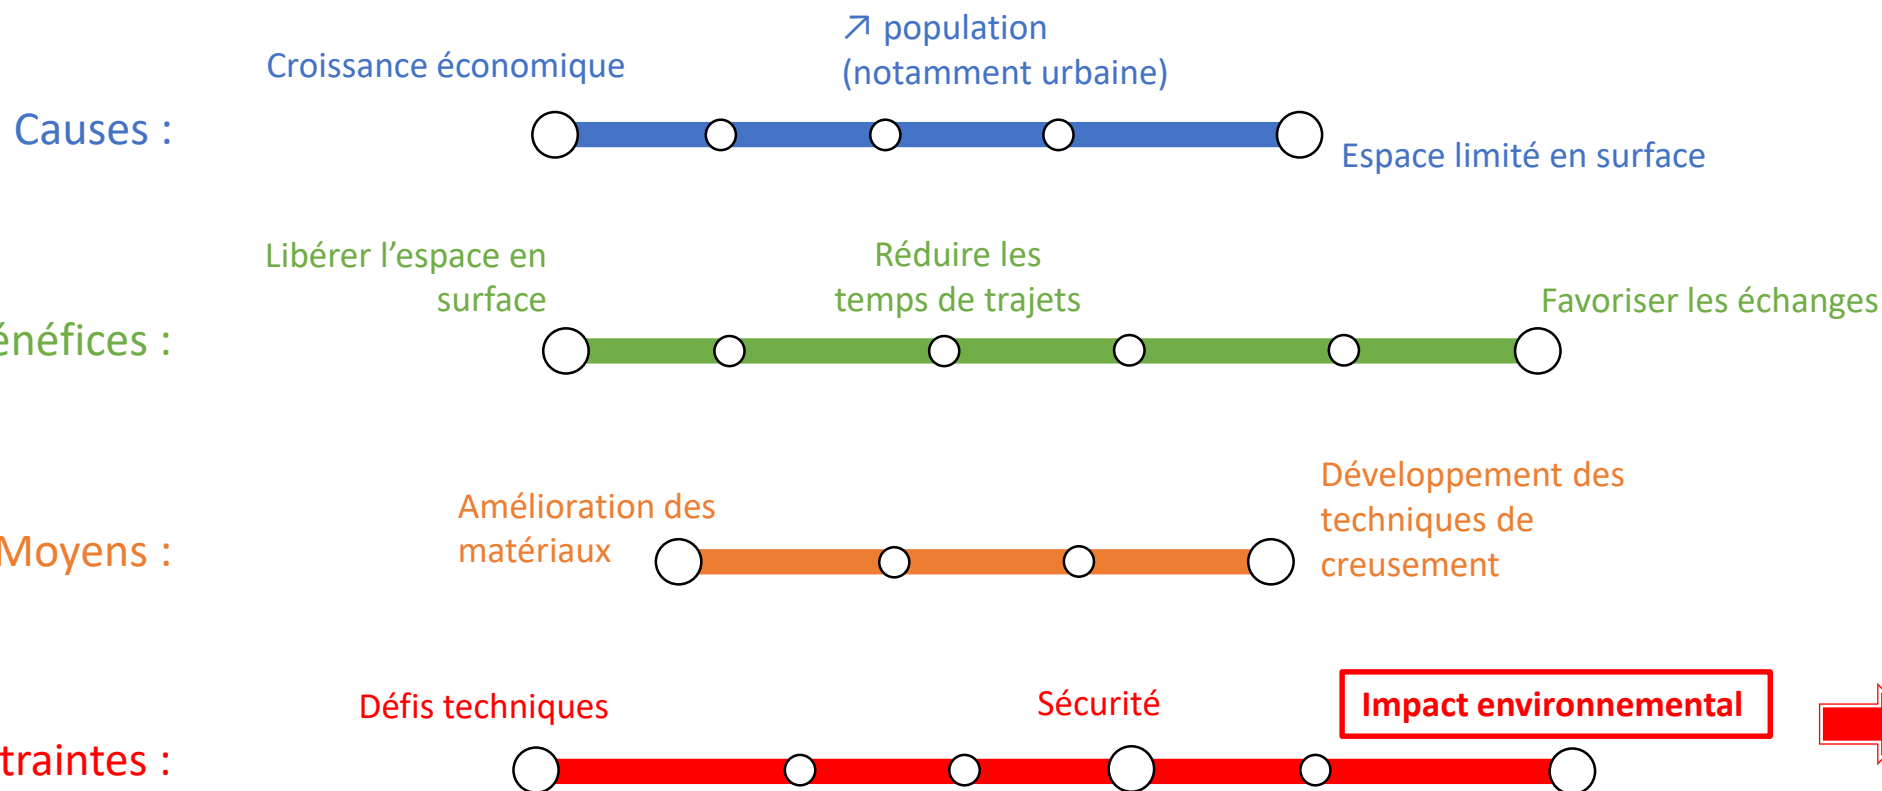 ↗ population
(notamment urbaine)
Croissance économique
Causes :
Espace limité en surface
Libérer l’espace en
surface
Réduire les
temps de trajets
Favoriser les échanges
énéfices :
Amélioration des
matériaux
Développement des
techniques de
creusement
Moyens :
Défis techniques
Sécurité
Impact environnemental
traintes :